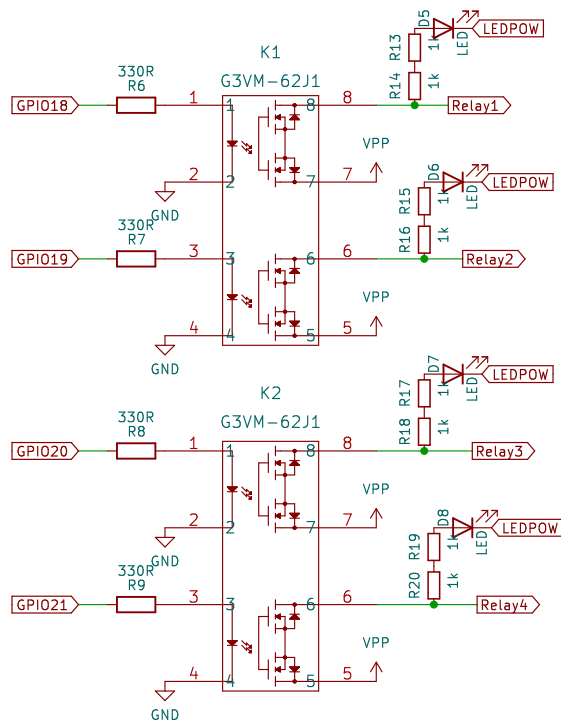 D5
LEDPOW
R13
1k
LED
K1
330R
R6
G3VM-62J1
R14
1k
GPIO18
1
1
8
8
Relay1
VPP
D6
2
2
7
7
LEDPOW
GND
R15
1k
LED
330R
R7
R16
1k
GPIO19
3
3
6
6
Relay2
VPP
4
4
5
5
GND
D7
LEDPOW
K2
R17
1k
LED
330R
R8
G3VM-62J1
R18
1k
GPIO20
1
1
8
8
Relay3
VPP
D8
2
2
7
7
LEDPOW
GND
R19
1k
LED
330R
R9
R20
1k
GPIO21
3
3
6
6
Relay4
VPP
4
4
5
5
GND